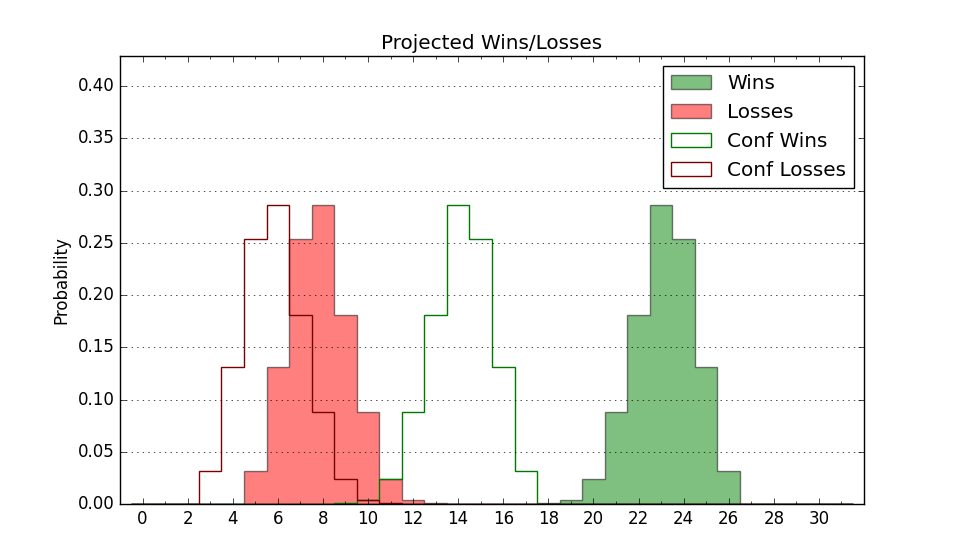 Projected Wins/Losses
Wins
Losses
Conf Wins
Conf Losses
Probability
0.40
0.35
0.30
0.25
0.20
0.15
0.10
0.05
0.00
0 2 4 6 8 10 12 14 16 18 20 22 24 26 28 30